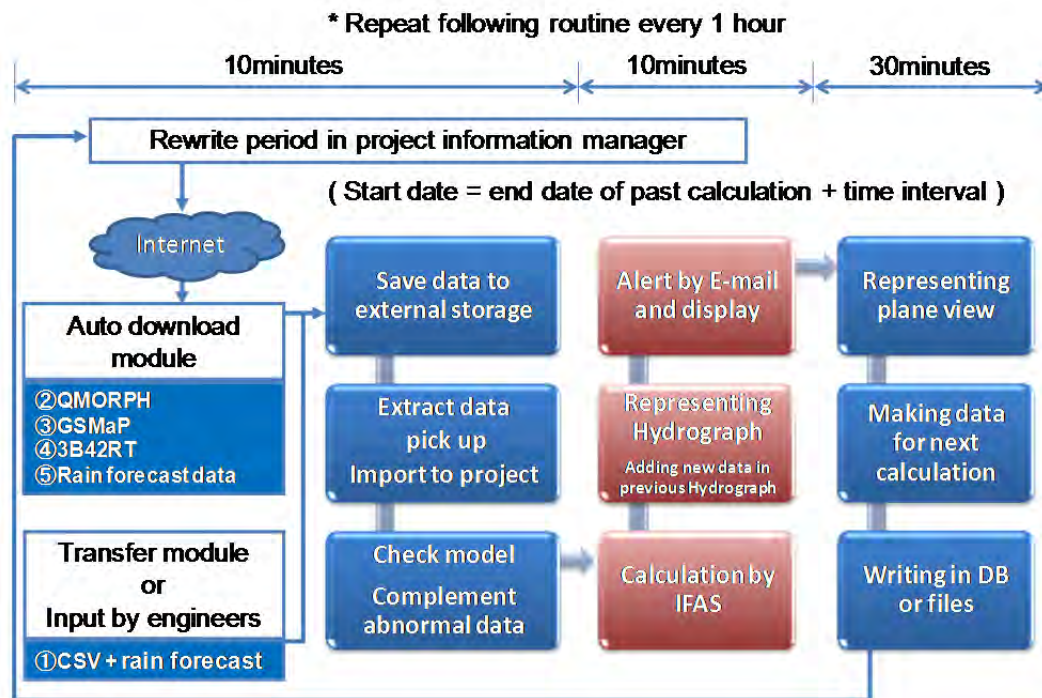 * Repeat following routine every 1 hour
10minutes
10minutes
30minutes
Rewrite period in project information manager
( Start date = end date of past calculation + time interval )
Internet
Auto download
module
②QMORPH
③GSMaP
④3B42RT
⑤Rain forecast data
Transfer module
or
Input by engineers
①CSV + rain forecast
Save data to
external storage
Extract data
pick up
Import to project
Check model
Complement
abnormal data
Alert by E-mail
and display
Representing
Hydrograph
Adding new data in
previous Hydrograph
Calculation by
IFAS
Representing
plane view
Making data
for next
calculation
Writing in DB
or files